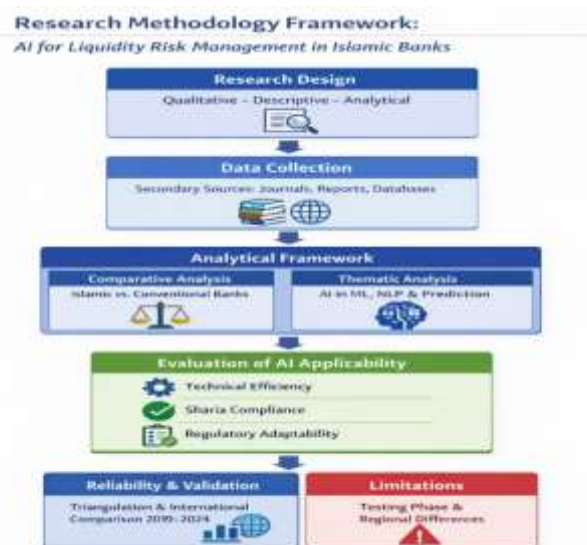 Research Methodology Framework:
AI for Liquidity Risk Management in Islamic Banks
Research Design
Qualitative – Descriptive – Analytical
Data Collection
Secondary Sources: Journals, Reports, Databases
Analytical Framework
Comparative Analysis
Islamic vs. Conventional Banks
Thematic Analysis
AI in ML, NLP & Prediction
Evaluation of AI Applicability
Technical Efficiency
Sharia Compliance
Regulatory Adaptability
Reliability & Validation
Triangulation & International
Comparison 2019–2024
Limitations
Testing Phase &
Regional Differences